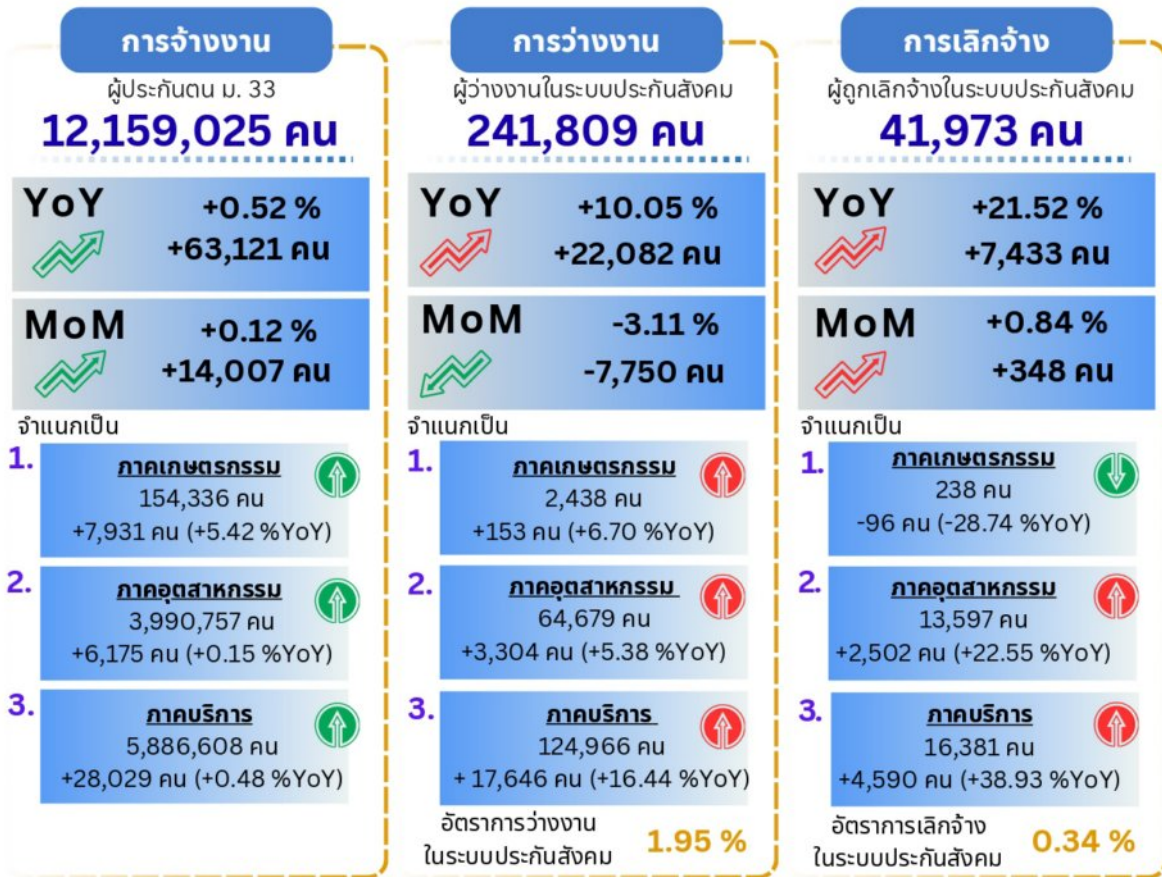 การจ้างงาน
ผู้ประกันตน ม. 33
12,159,025 คน
YoY
+0.52 %
+63,121 คน
MoM
+0.12 %
+14,007 คน
จำแนกเป็น
1.
ภาคเกษตรกรรม
154,336 คน
+7,931 คน (+5.42 %YoY)
2.
ภาคอุตสาหกรรม
3,990,757 คน
+6,175 คน (+0.15 %YoY)
3.
ภาคบริการ
5,886,608 คน
+28,029 คน (+0.48 %YoY)
การว่างงาน
ผู้ว่างงานในระบบประกันสังคม
241,809 คน
YoY
+10.05 %
+22,082 คน
MoM
-3.11 %
-7,750 คน
จำแนกเป็น
1.
ภาคเกษตรกรรม
2,438 คน
+153 คน (+6.70 %YoY)
2.
ภาคอุตสาหกรรม
64,679 คน
+3,304 คน (+5.38 %YoY)
3.
ภาคบริการ
124,966 คน
+ 17,646 คน (+16.44 %YoY)
อัตราการว่างงาน
ในระบบประกันสังคม
1.95 %
การเลิกจ้าง
ผู้ถูกเลิกจ้างในระบบประกันสังคม
41,973 คน
YoY
+21.52 %
+7,433 คน
MoM
+0.84 %
+348 คน
จำแนกเป็น
1.
ภาคเกษตรกรรม
238 คน
-96 คน (-28.74 %YoY)
2.
ภาคอุตสาหกรรม
13,597 คน
+2,502 คน (+22.55 %YoY)
3.
ภาคบริการ
16,381 คน
+4,590 คน (+38.93 %YoY)
อัตราการเลิกจ้าง
ในระบบประกันสังคม
0.34 %